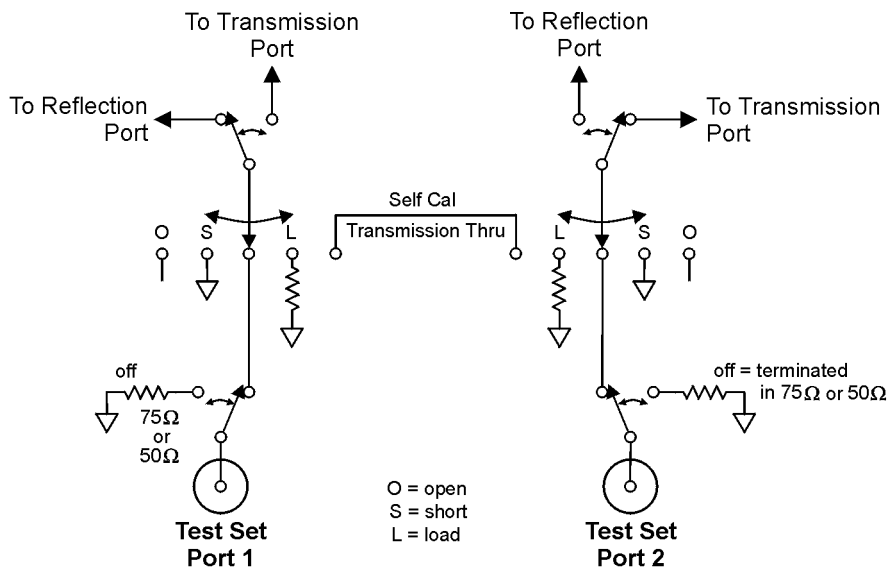 To Transmission
Port
To Reflection
Port
To Reflection
Port
To Transmission
Port
Self Cal
Transmission Thru
O
S
L
L
S
O
off
75Ω
or
50Ω
off = terminated
in 75Ω or 50Ω
O = open
S = short
L = load
Test Set
Port 1
Test Set
Port 2